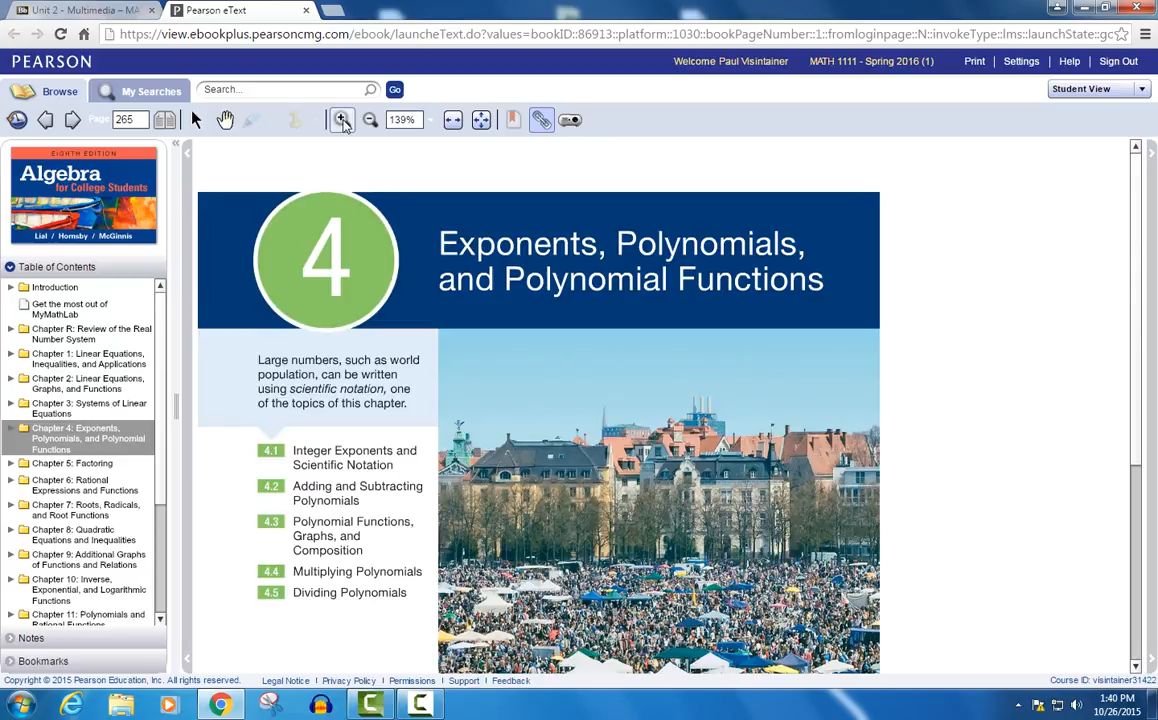 Unit 2 - Multimedia – MA
Pearson eText
https://view.ebookplus.pearsoncmg.com/ebook/launcheText.do?values=bookID::86913::platform::1030::bookPageNumber::1::fromloginpage::N::invokeType::lms::launchState::gc
PEARSON
Welcome Paul Visintainer
MATH 1111 - Spring 2016 (1)
Print
Settings
Help
Sign Out
Browse
My Searches
Search...
Go
Student View
Page
265
139%
EIGHTH EDITION
Algebra
for College Students
Lial / Hornsby / McGinnis
Table of Contents
Introduction
Get the most out of
MyMathLab
Chapter R: Review of the Real
Number System
Chapter 1: Linear Equations,
Inequalities, and Applications
Chapter 2: Linear Equations,
Graphs, and Functions
Chapter 3: Systems of Linear
Equations
Chapter 4: Exponents,
Polynomials, and Polynomial
Functions
Chapter 5: Factoring
Chapter 6: Rational
Expressions and Functions
Chapter 7: Roots, Radicals,
and Root Functions
Chapter 8: Quadratic
Equations and Inequalities
Chapter 9: Additional Graphs
of Functions and Relations
Chapter 10: Inverse,
Exponential, and Logarithmic
Functions
Chapter 11: Polynomials and
Rational Functions
Notes
Bookmarks
4
Exponents, Polynomials,
and Polynomial Functions
Large numbers, such as world
population, can be written
using scientific notation, one
of the topics of this chapter.
4.1 Integer Exponents and
Scientific Notation
4.2 Adding and Subtracting
Polynomials
4.3 Polynomial Functions,
Graphs, and
Composition
4.4 Multiplying Polynomials
4.5 Dividing Polynomials
Copyright © 2015 Pearson Education, Inc. All rights reserved.
Legal Notice | Privacy Policy | Permissions | Support | Feedback
Course ID: visintainer31422
1:40 PM
10/26/2015